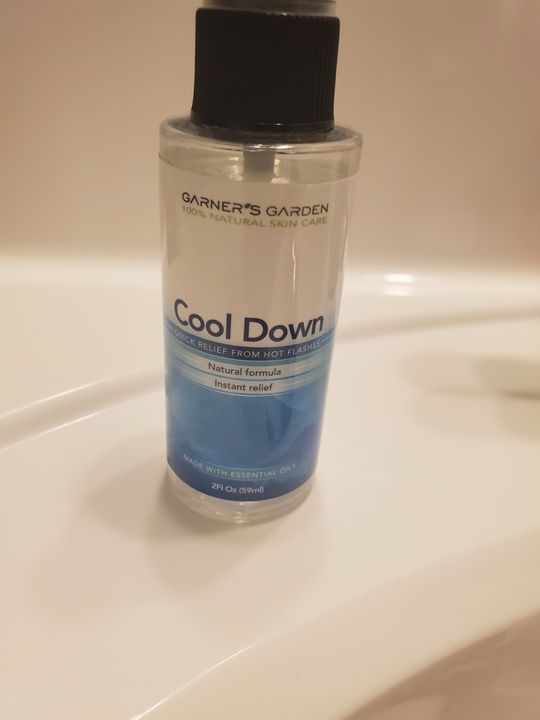 GARNER'S GARDEN
100% NATURAL SKIN CARE
Cool Down
QUICK RELIEF FROM HOT FLASHES
Natural formula
Instant relief
MADE WITH ESSENTIAL OILS
2Fl Oz (59ml)